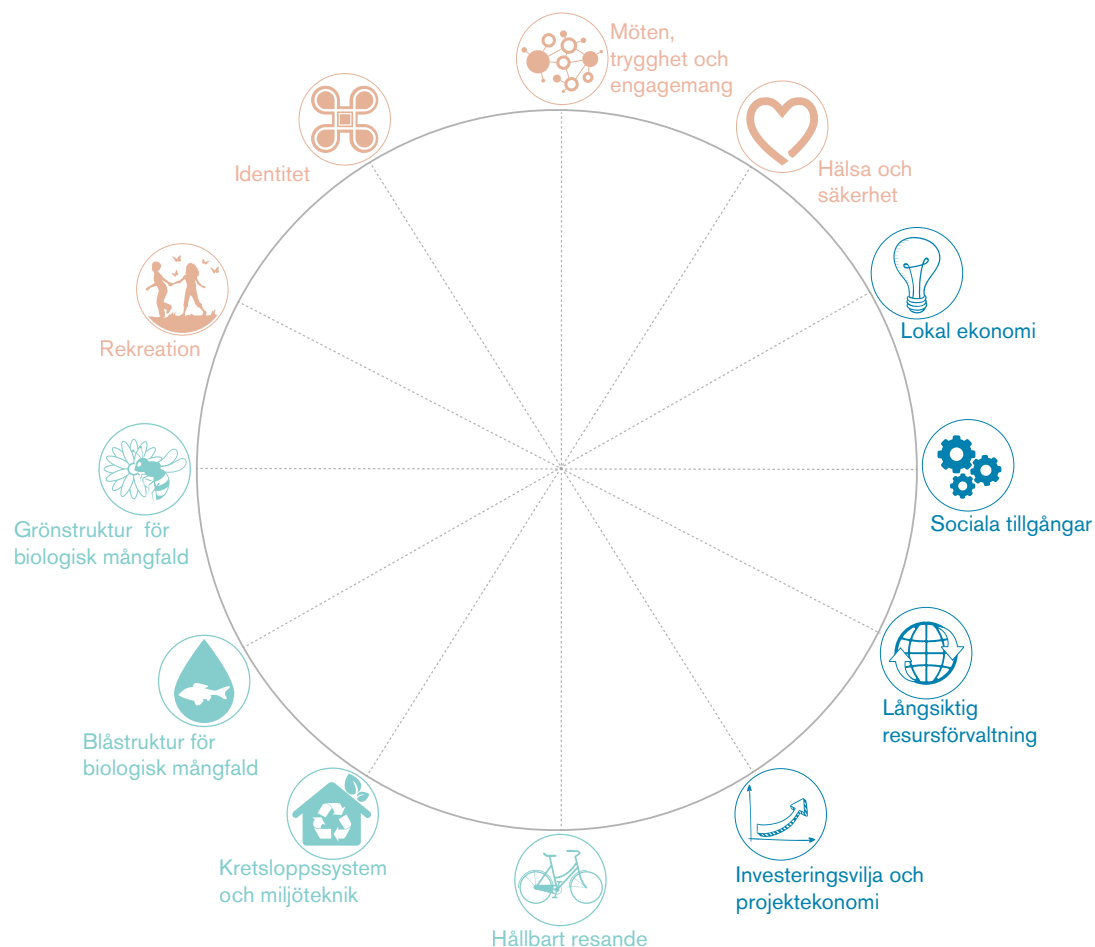 Möten,
trygghet och
engagemang
Hälsa och
säkerhet
Lokal ekonomi
Sociala tillgångar
Långsiktig
resursförvaltning
Investeringsvilja och
projektekonomi
Hållbart resande
Kretsloppssystem
och miljöteknik
Blåstruktur för
biologisk mångfald
Grönstruktur för
biologisk mångfald
Rekreation
Identitet